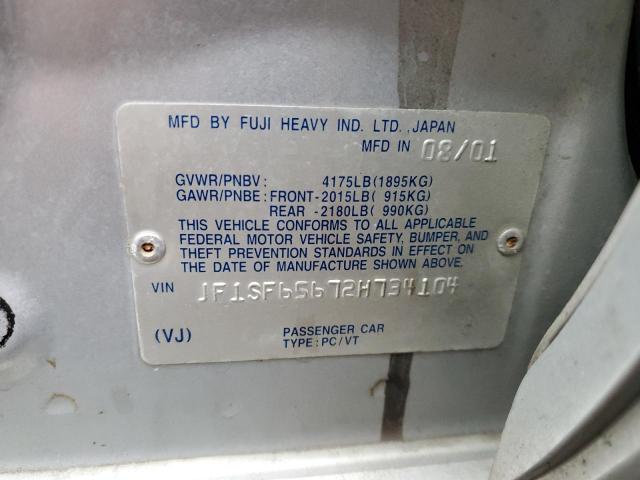 MFD BY FUJI HEAVY IND. LTD., JAPAN
MFD IN 08/01
GVWR/PNBV: 4175LB(1895KG)
GAWR/PNBE: FRONT-2015LB( 915KG)
REAR -2180LB( 990KG)
THIS VEHICLE CONFORMS TO ALL APPLICABLE
FEDERAL MOTOR VEHICLE SAFETY, BUMPER, AND
THEFT PREVENTION STANDARDS IN EFFECT ON
THE DATE OF MANUFACTURE SHOWN ABOVE.
VIN JF1SF65672H734104
(VJ)
PASSENGER CAR
TYPE: PC/VT